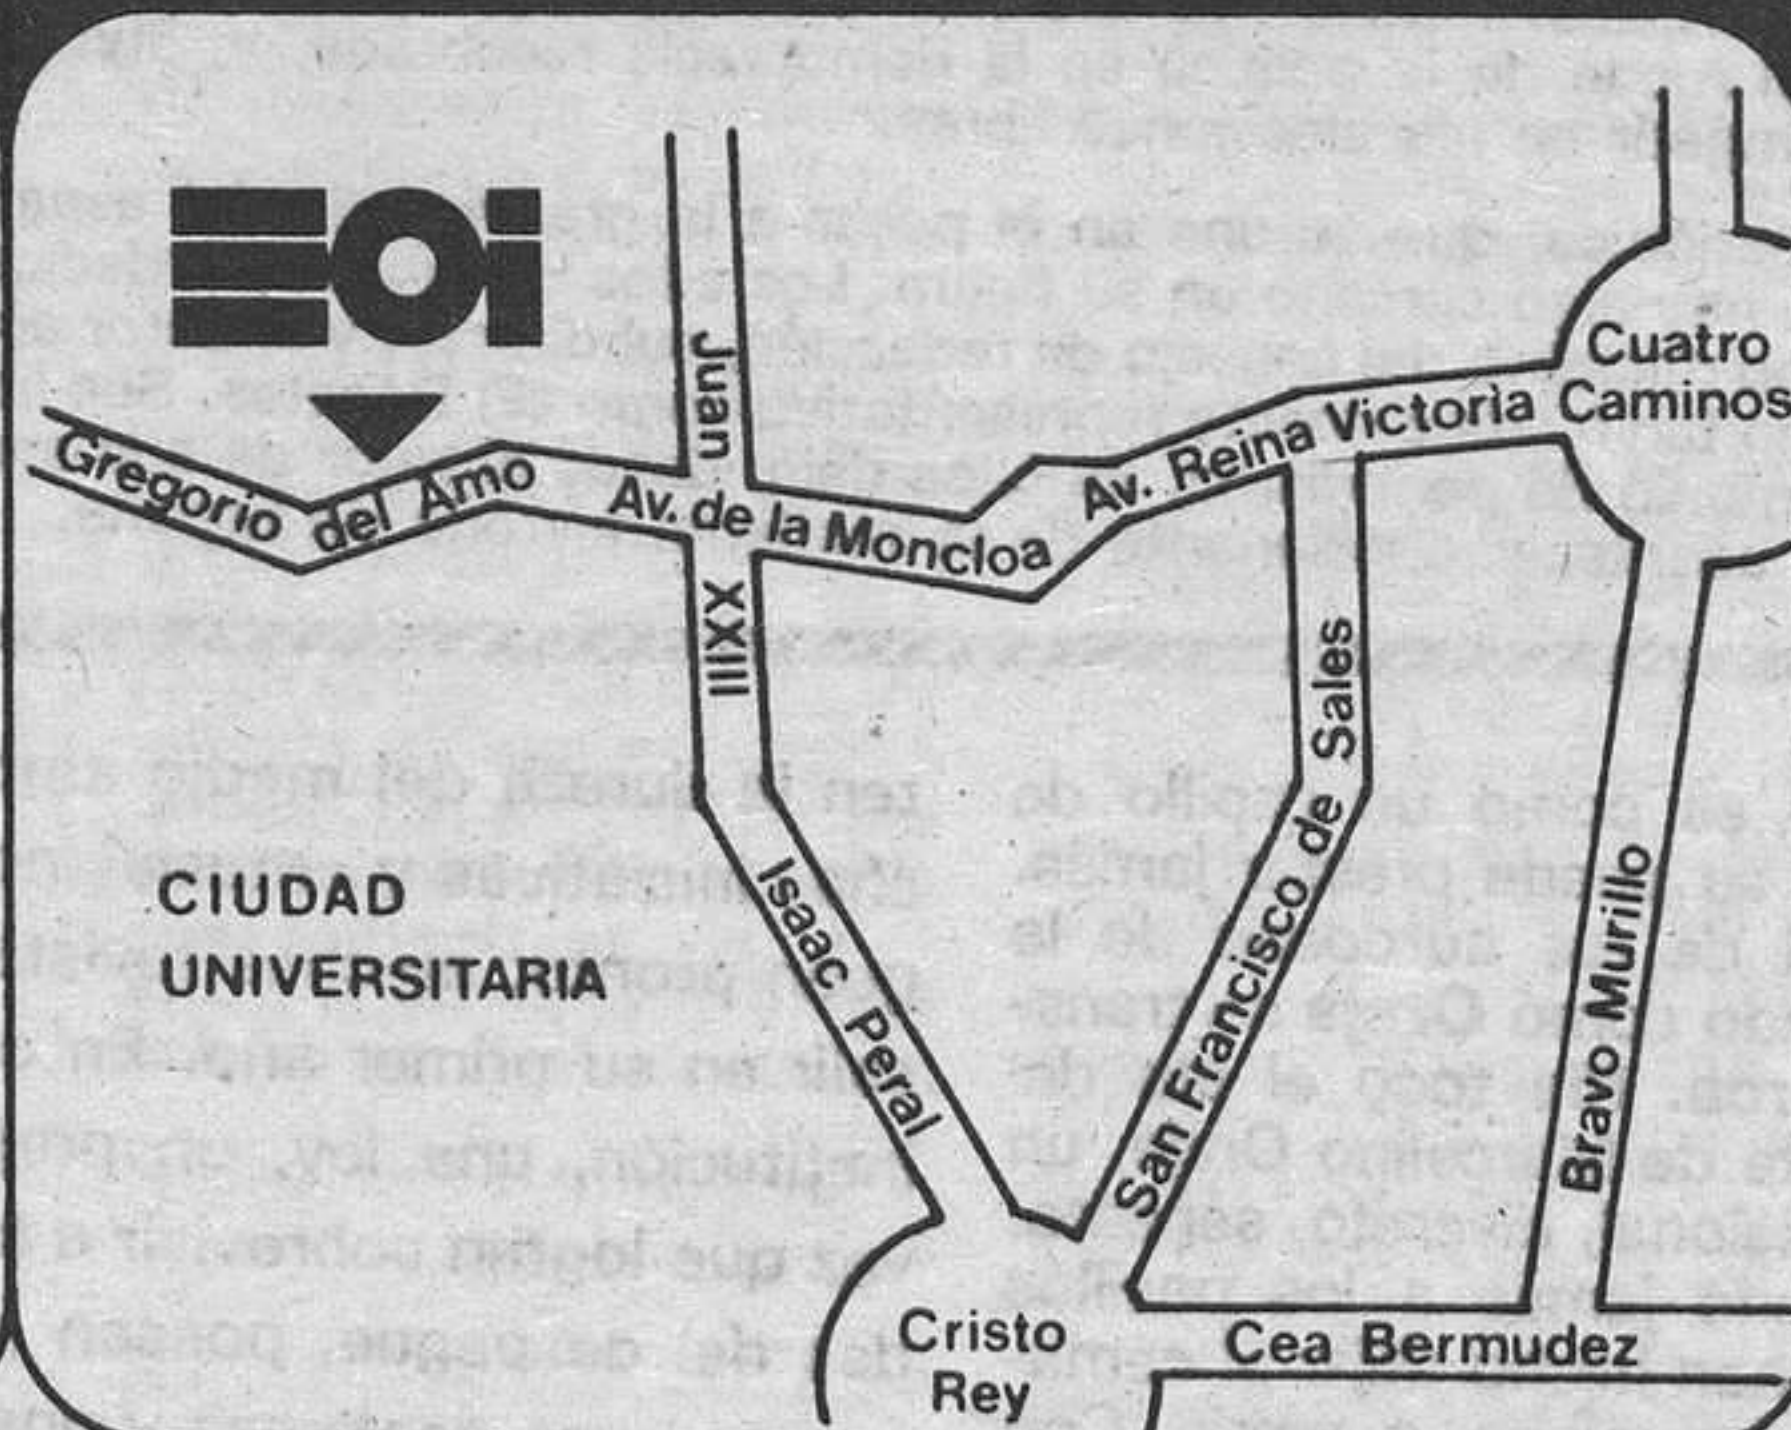 EOi
Juan XXIII
Cuatro
Caminos
Gregorio del Amo
Av. de la Moncloa
Av. Reina Victoria
San Francisco de Sales
Isaac Peral
Bravo Murillo
CIUDAD
UNIVERSITARIA
Cristo
Rey
Cea Bermudez